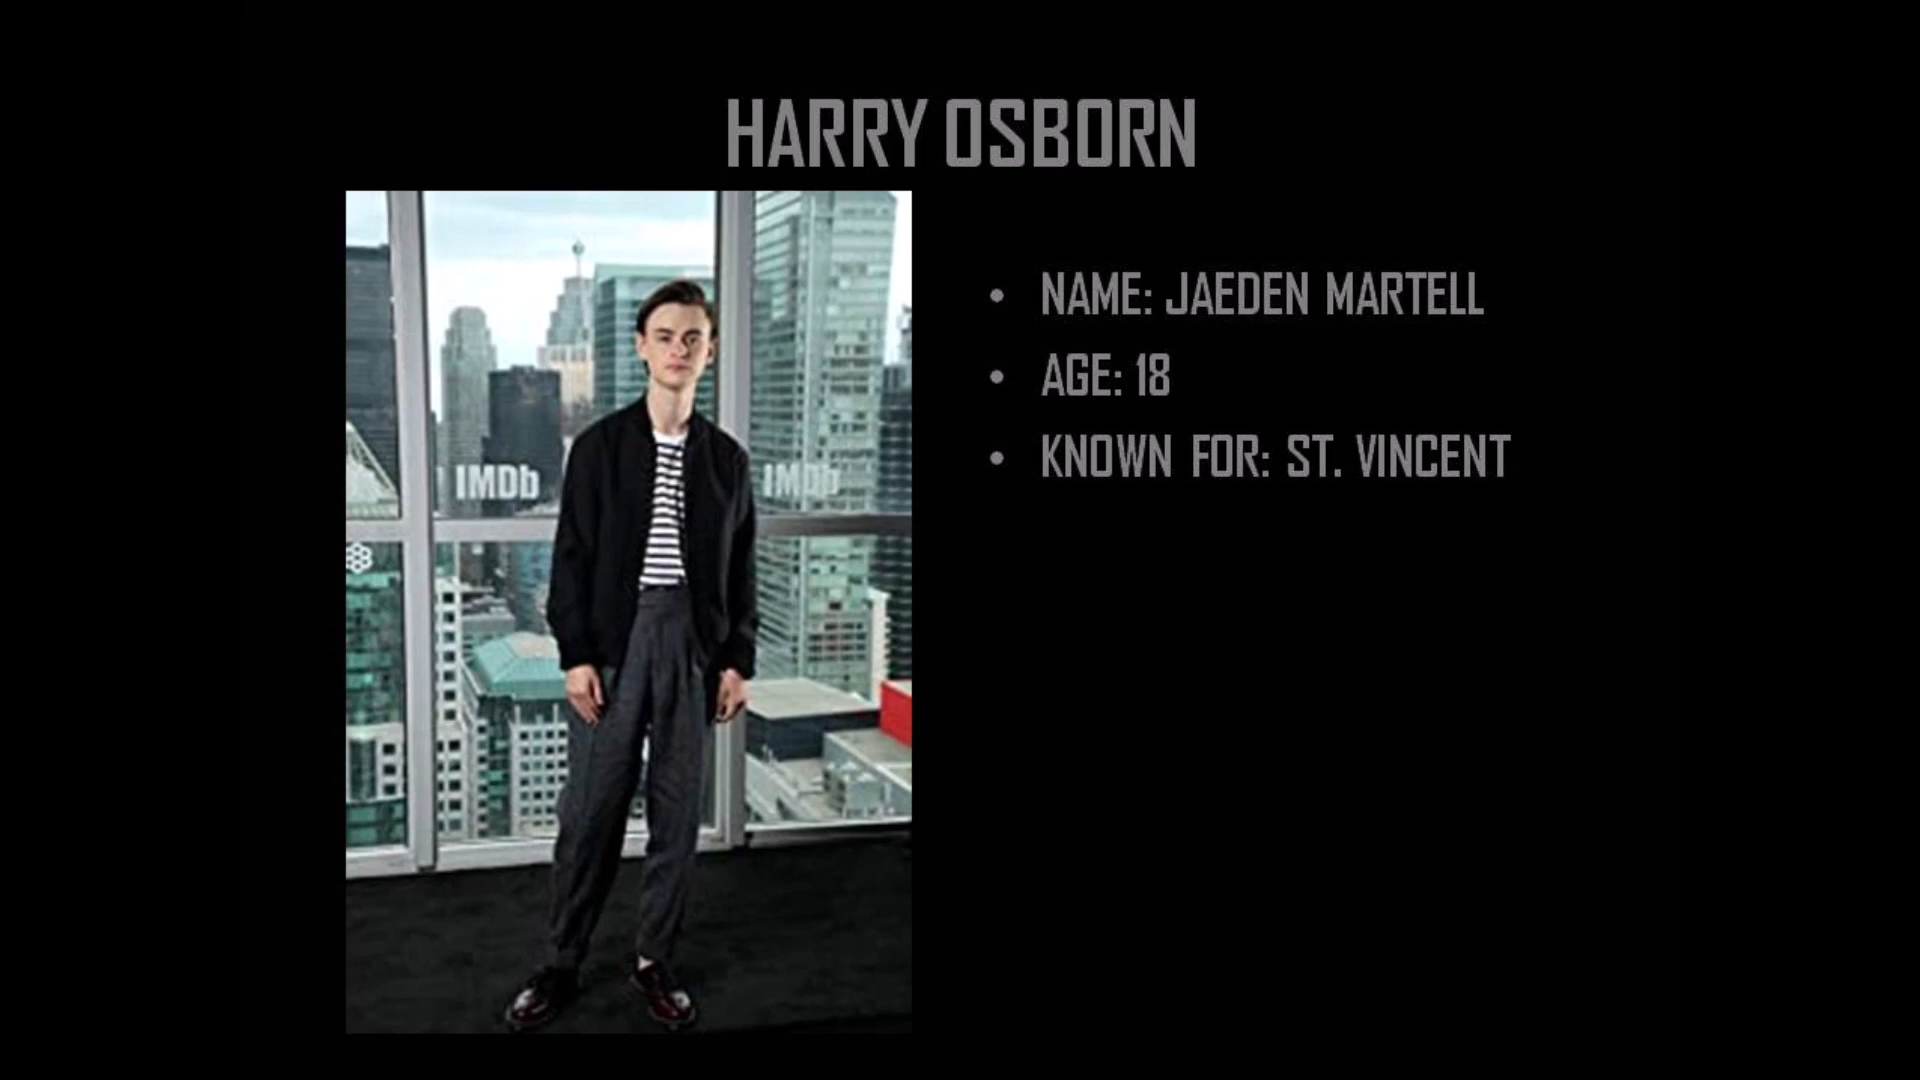 HARRY OSBORN
• NAME: JAEDEN MARTELL
• AGE: 18
• KNOWN FOR: ST. VINCENT
IMDb
IMDb